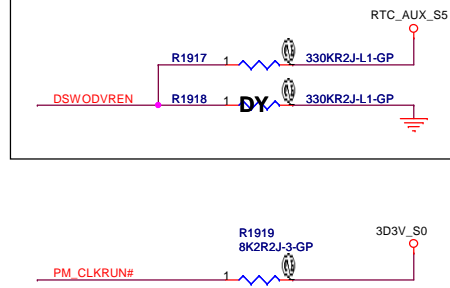 RTC_AUX_S5
R1917 1 330KR2J-L1-GP
DSWODVREN R1918 1 DY 330KR2J-L1-GP
R1919
8K2R2J-3-GP
3D3V_S0
PM_CLKRUN# 1